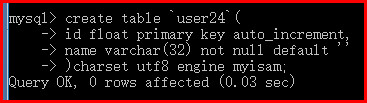 mysql> create table `user24`(
    -> id float primary key auto_increment,
    -> name varchar(32) not null default ''
    -> )charset utf8 engine myisam;
Query OK, 0 rows affected (0.03 sec)